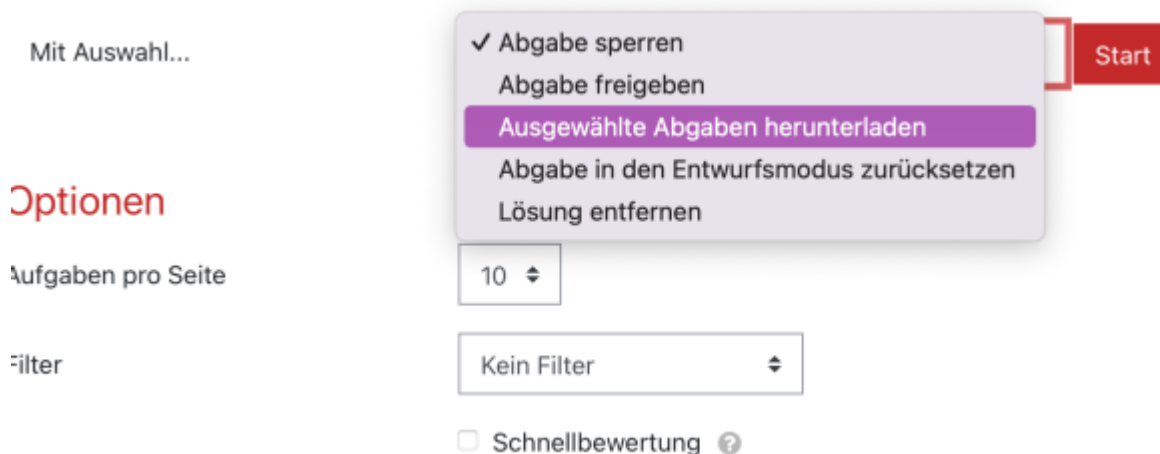 Mit Auswahl...
✓ Abgabe sperren
Abgabe freigeben
Ausgewählte Abgaben herunterladen
Abgabe in den Entwurfsmodus zurücksetzen
Lösung entfernen
Start
Optionen
Aufgaben pro Seite
10
Filter
Kein Filter
Schnellbewertung